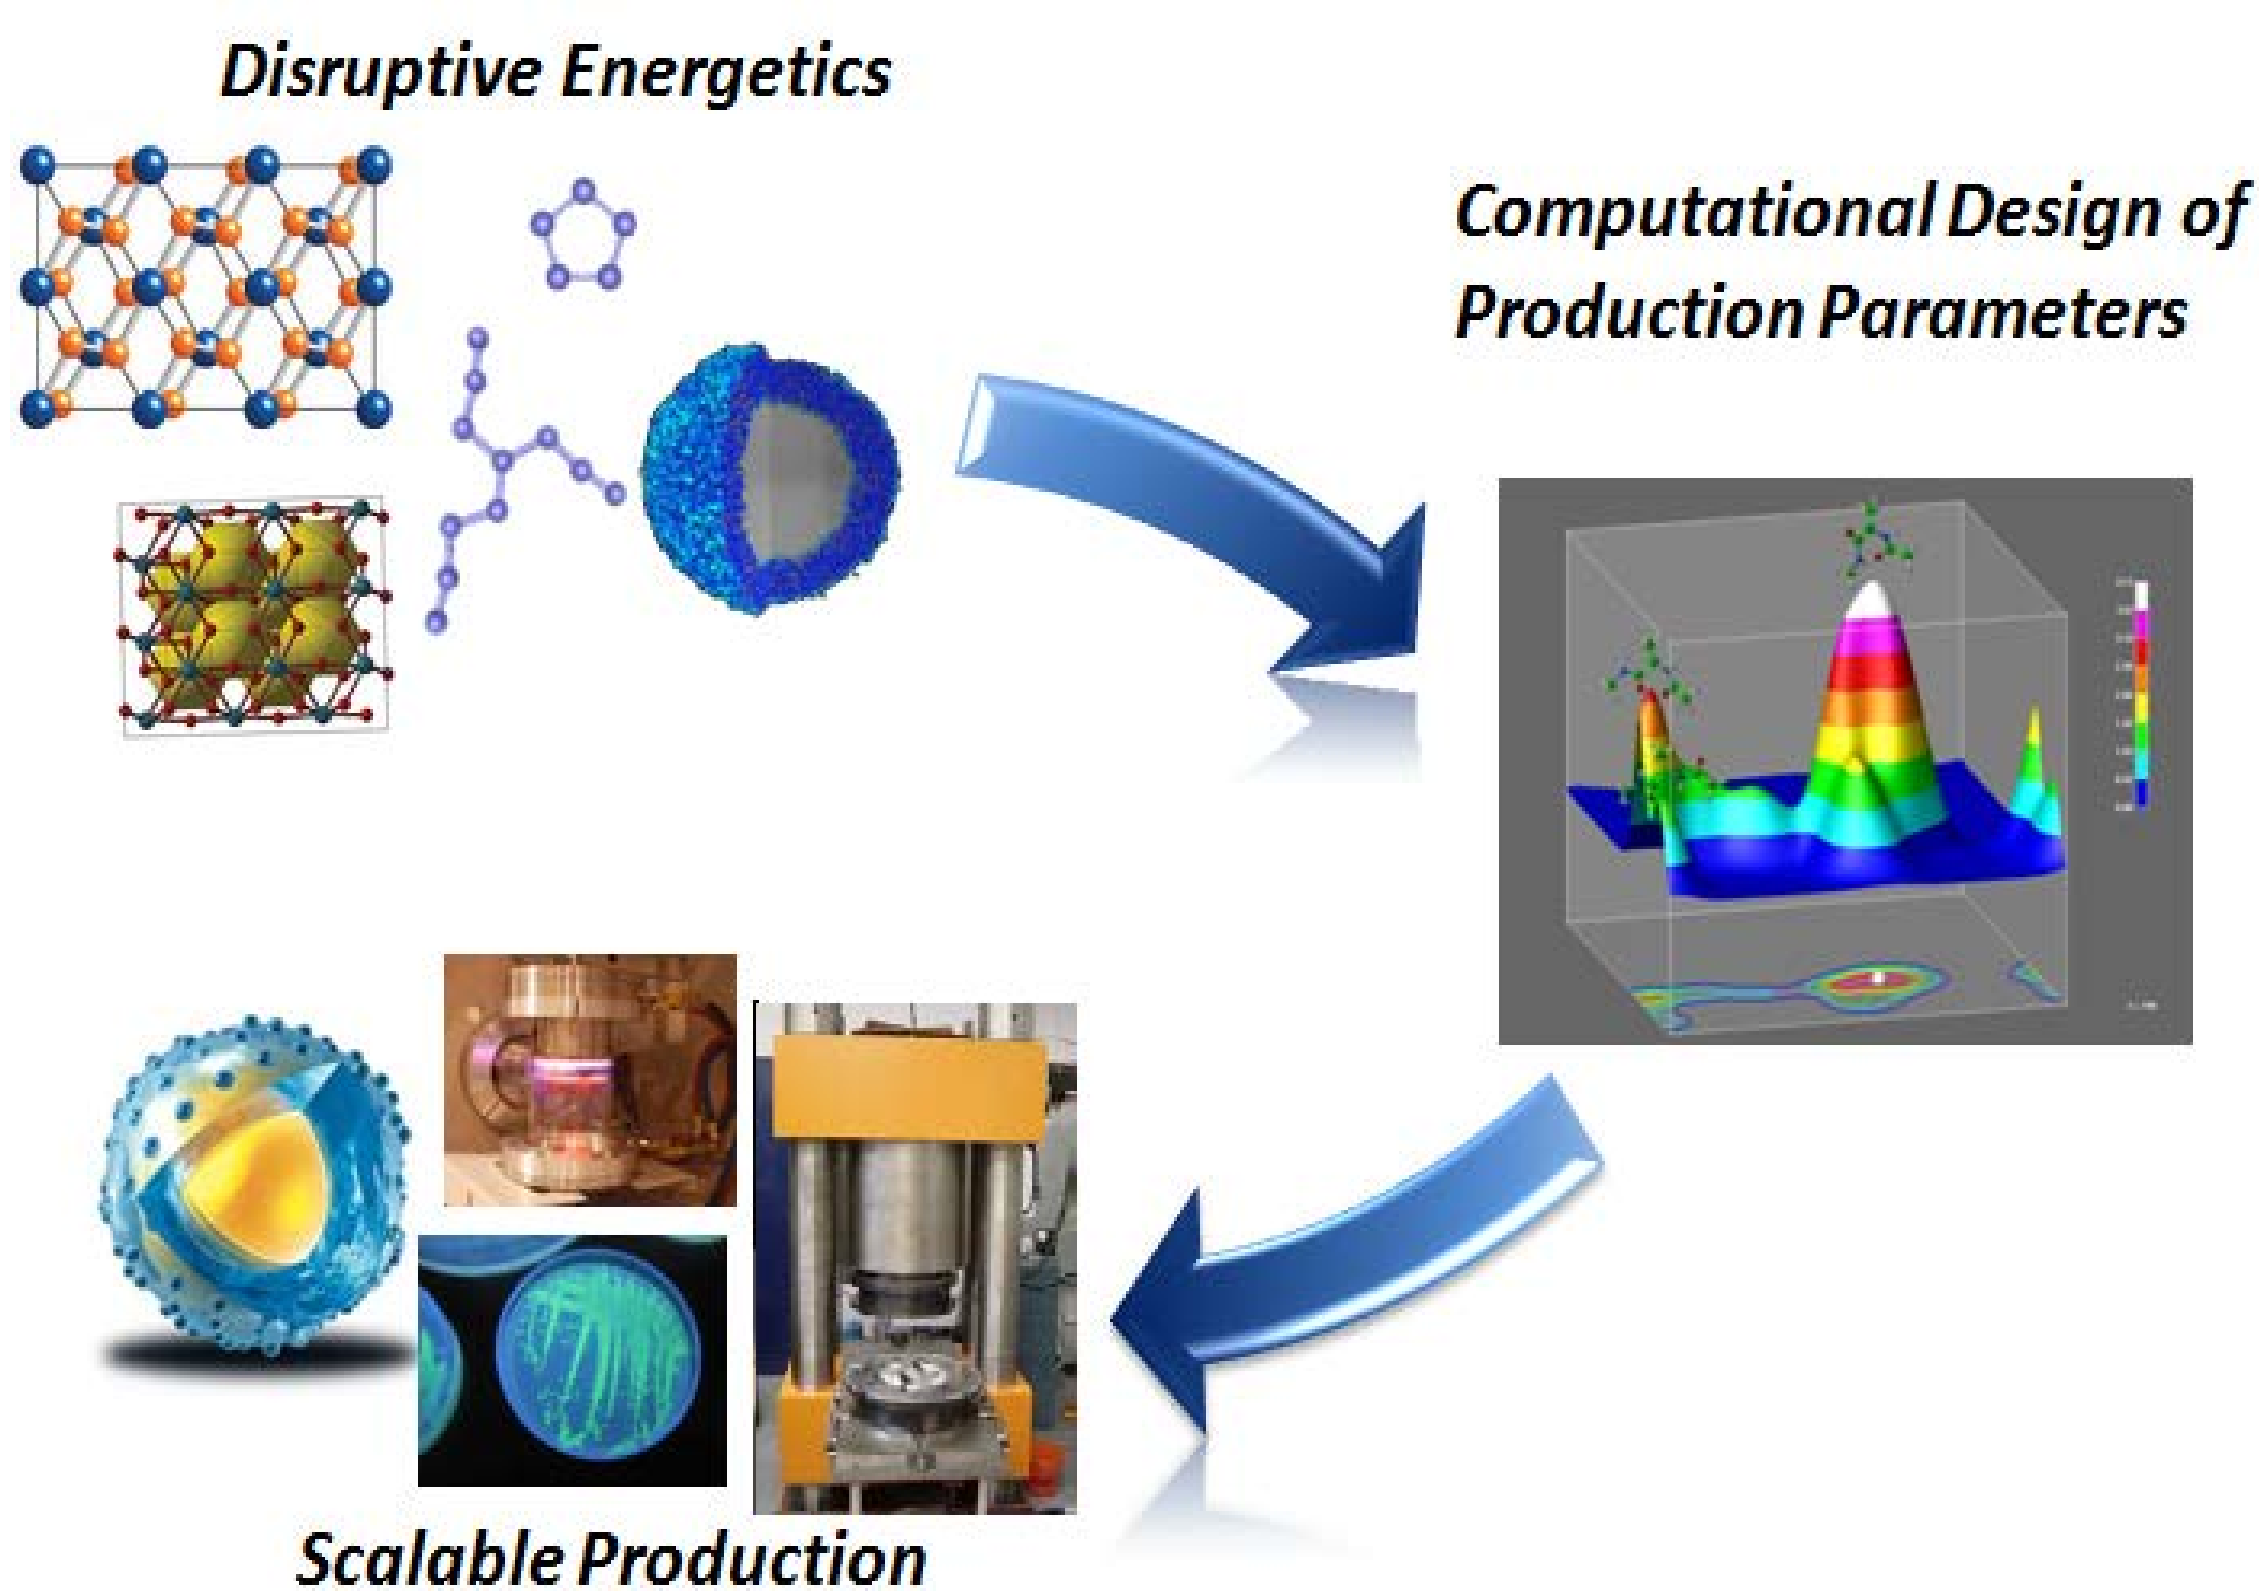 Disruptive Energetics
Computational Design of
Production Parameters
Scalable Production